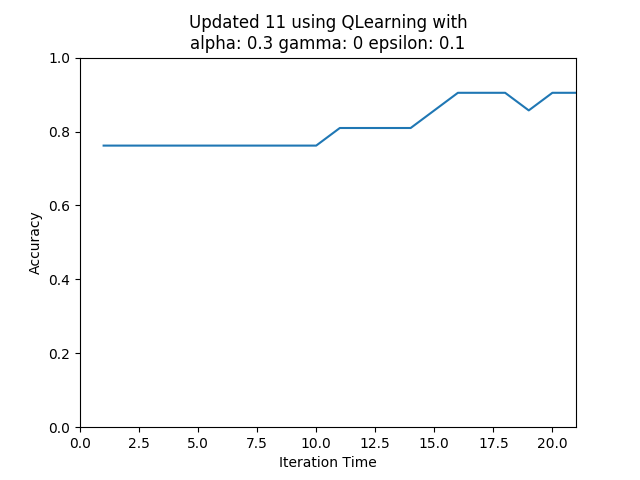 Updated 11 using QLearning with
alpha: 0.3 gamma: 0 epsilon: 0.1
1.0
0.8
0.6
0.4
0.2
0.0
Accuracy
0.0 2.5 5.0 7.5 10.0 12.5 15.0 17.5 20.0
Iteration Time